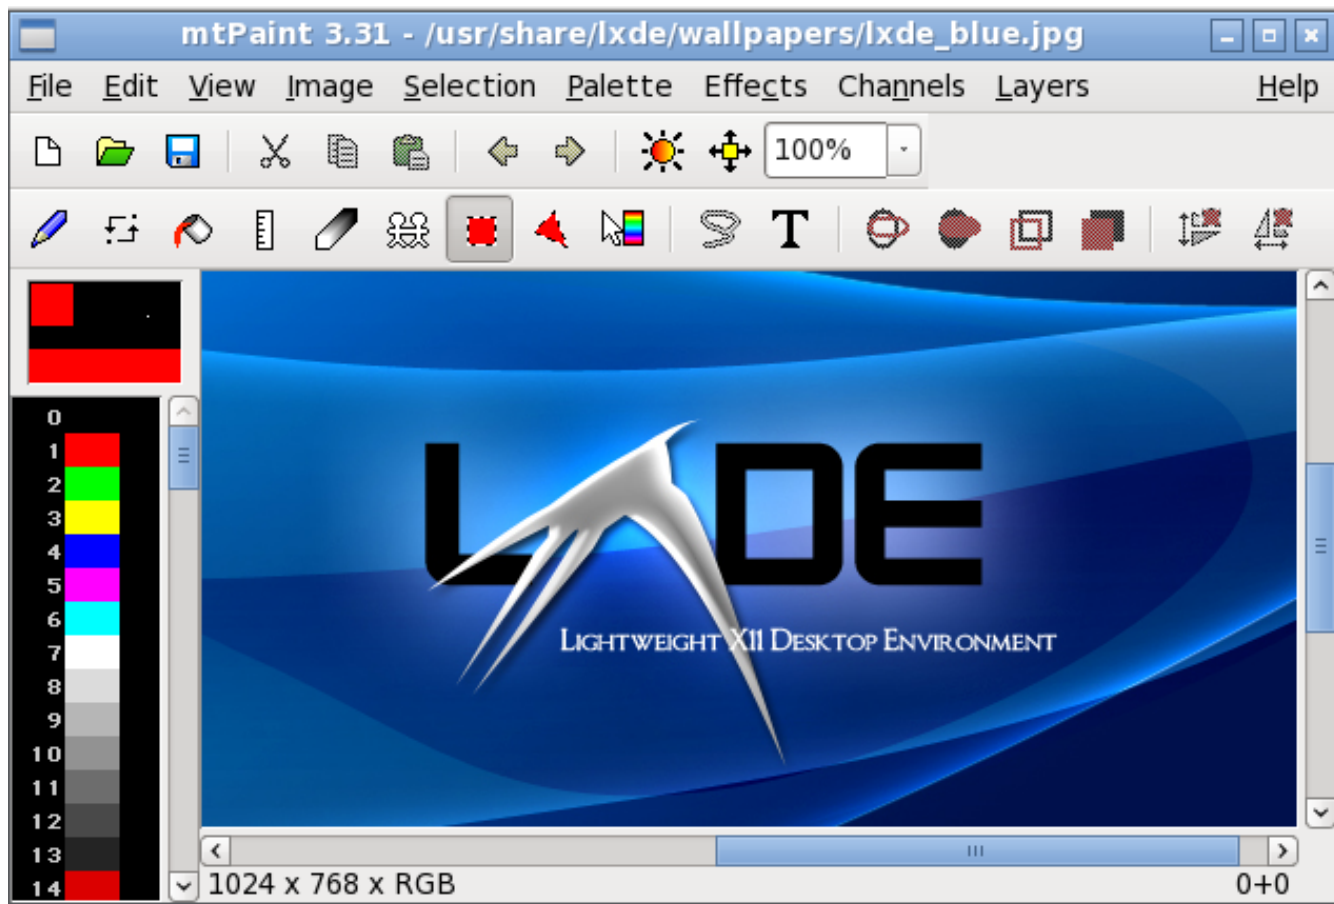 mtPaint 3.31 - /usr/share/lxde/wallpapers/lxde_blue.jpg
File Edit View Image Selection Palette Effects Channels Layers Help
100%
T
0
1
2
3
4
5
6
7
8
9
10
11
12
13
14
LXDE
Lightweight X11 Desktop Environment
1024 x 768 x RGB 0+0